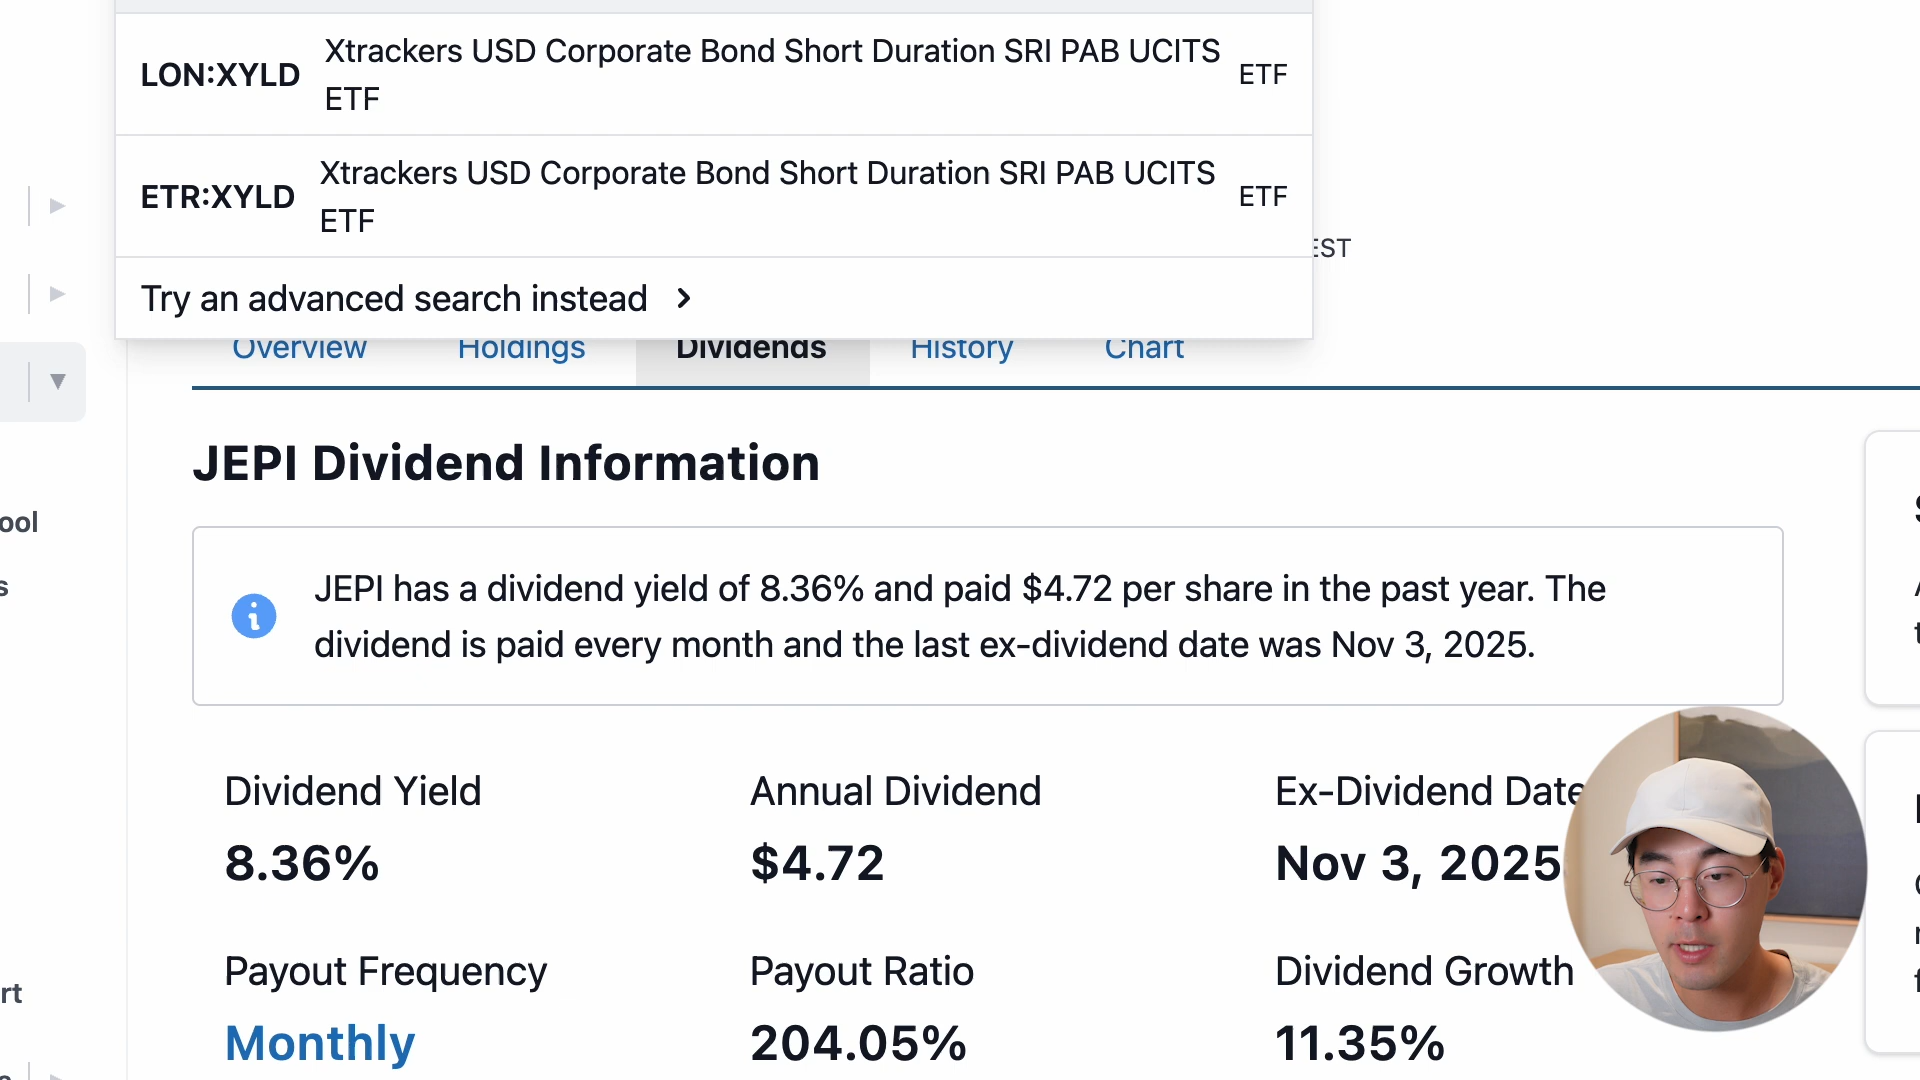 LON:XYLD
Xtrackers USD Corporate Bond Short Duration SRI PAB UCITS
ETF
ETF
ETR:XYLD
Xtrackers USD Corporate Bond Short Duration SRI PAB UCITS
ETF
ETF
EST
Try an advanced search instead
Overview
Holdings
Dividends
History
Chart
JEPI Dividend Information
ool
s
JEPI has a dividend yield of 8.36% and paid $4.72 per share in the past year. The
dividend is paid every month and the last ex-dividend date was Nov 3, 2025.
Dividend Yield
Annual Dividend
Ex-Dividend Date
8.36%
$4.72
Nov 3, 2025
Payout Frequency
Payout Ratio
Dividend Growth
rt
Monthly
204.05%
11.35%